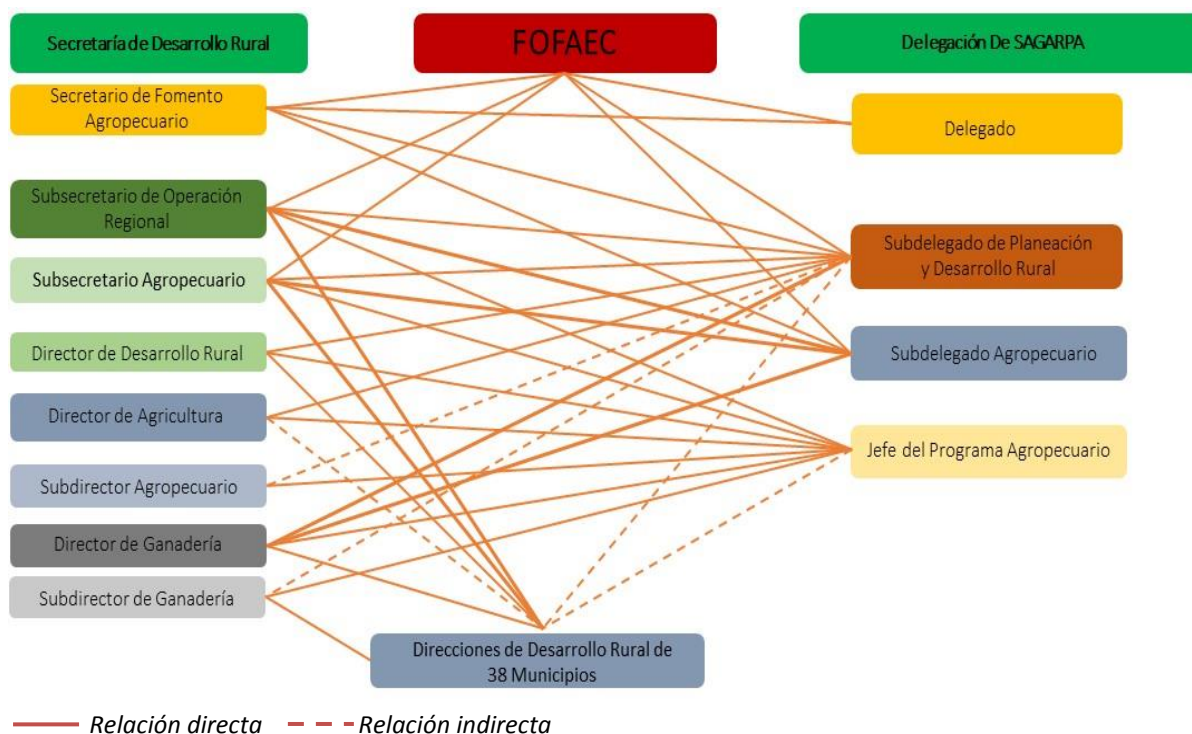 Secretaría de Desarrollo Rural
FOFAEC
Delegación De SAGARPA
Secretario de Fomento
Agropecuario
Delegado
Subsecretario de Operación
Regional
Subdelegado de Planeación
y Desarrollo Rural
Subsecretario Agropecuario
Director de Desarrollo Rural
Subdelegado Agropecuario
Director de Agricultura
Jefe del Programa Agropecuario
Subdirector Agropecuario
Director de Ganadería
Subdirector de Ganadería
Direcciones de Desarrollo Rural de
38 Municipios
Relación directa
Relación indirecta